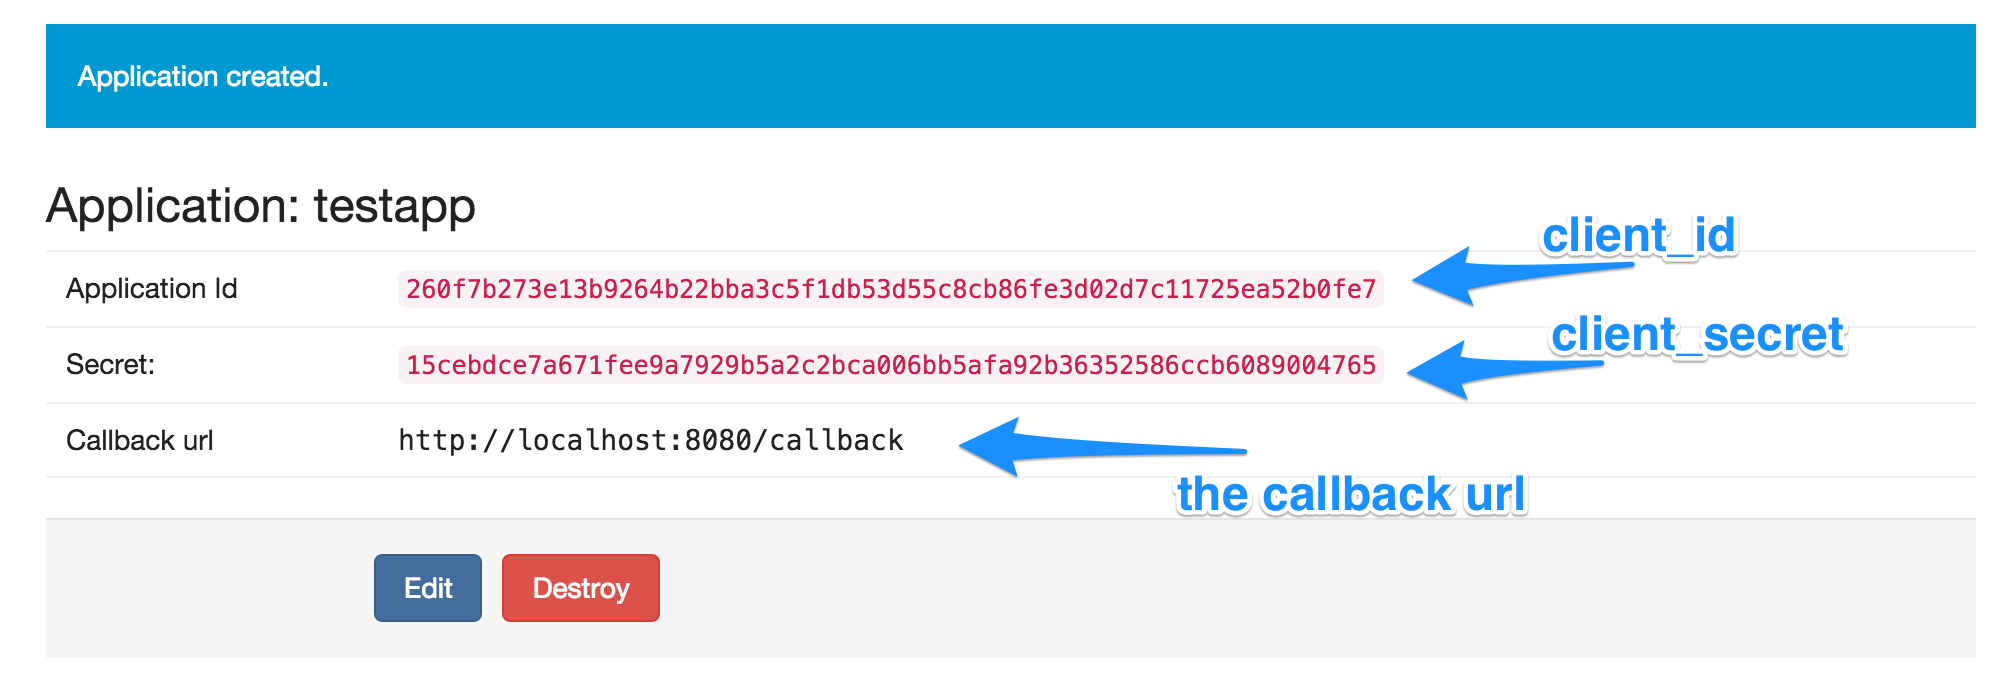 Application created.
Application: testapp
client_id
Application Id 260f7b273e13b9264b22bba3c5f1db53d55c8cb86fe3d02d7c11725ea52b0fe7
client_secret
Secret: 15cebdce7a671fee9a7929b5a2c2bca006bb5afa92b36352586ccb6089004765
Callback url http://localhost:8080/callback
the callback url
Edit Destroy